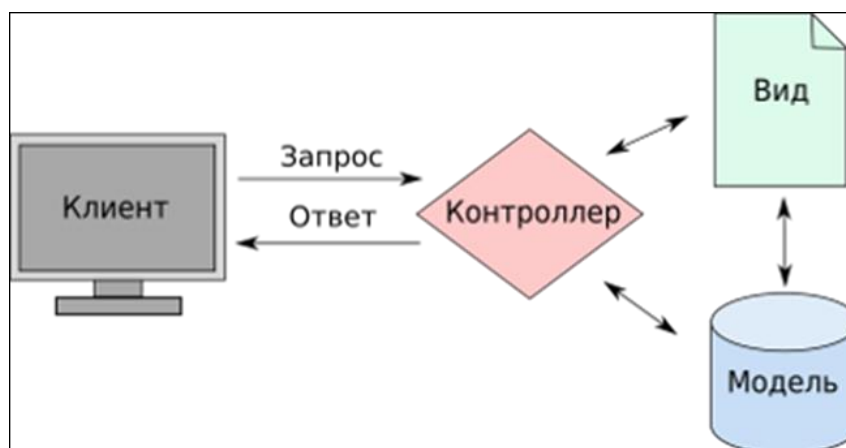 Вид
Запрос
Клиент
Контроллер
Ответ
Модель